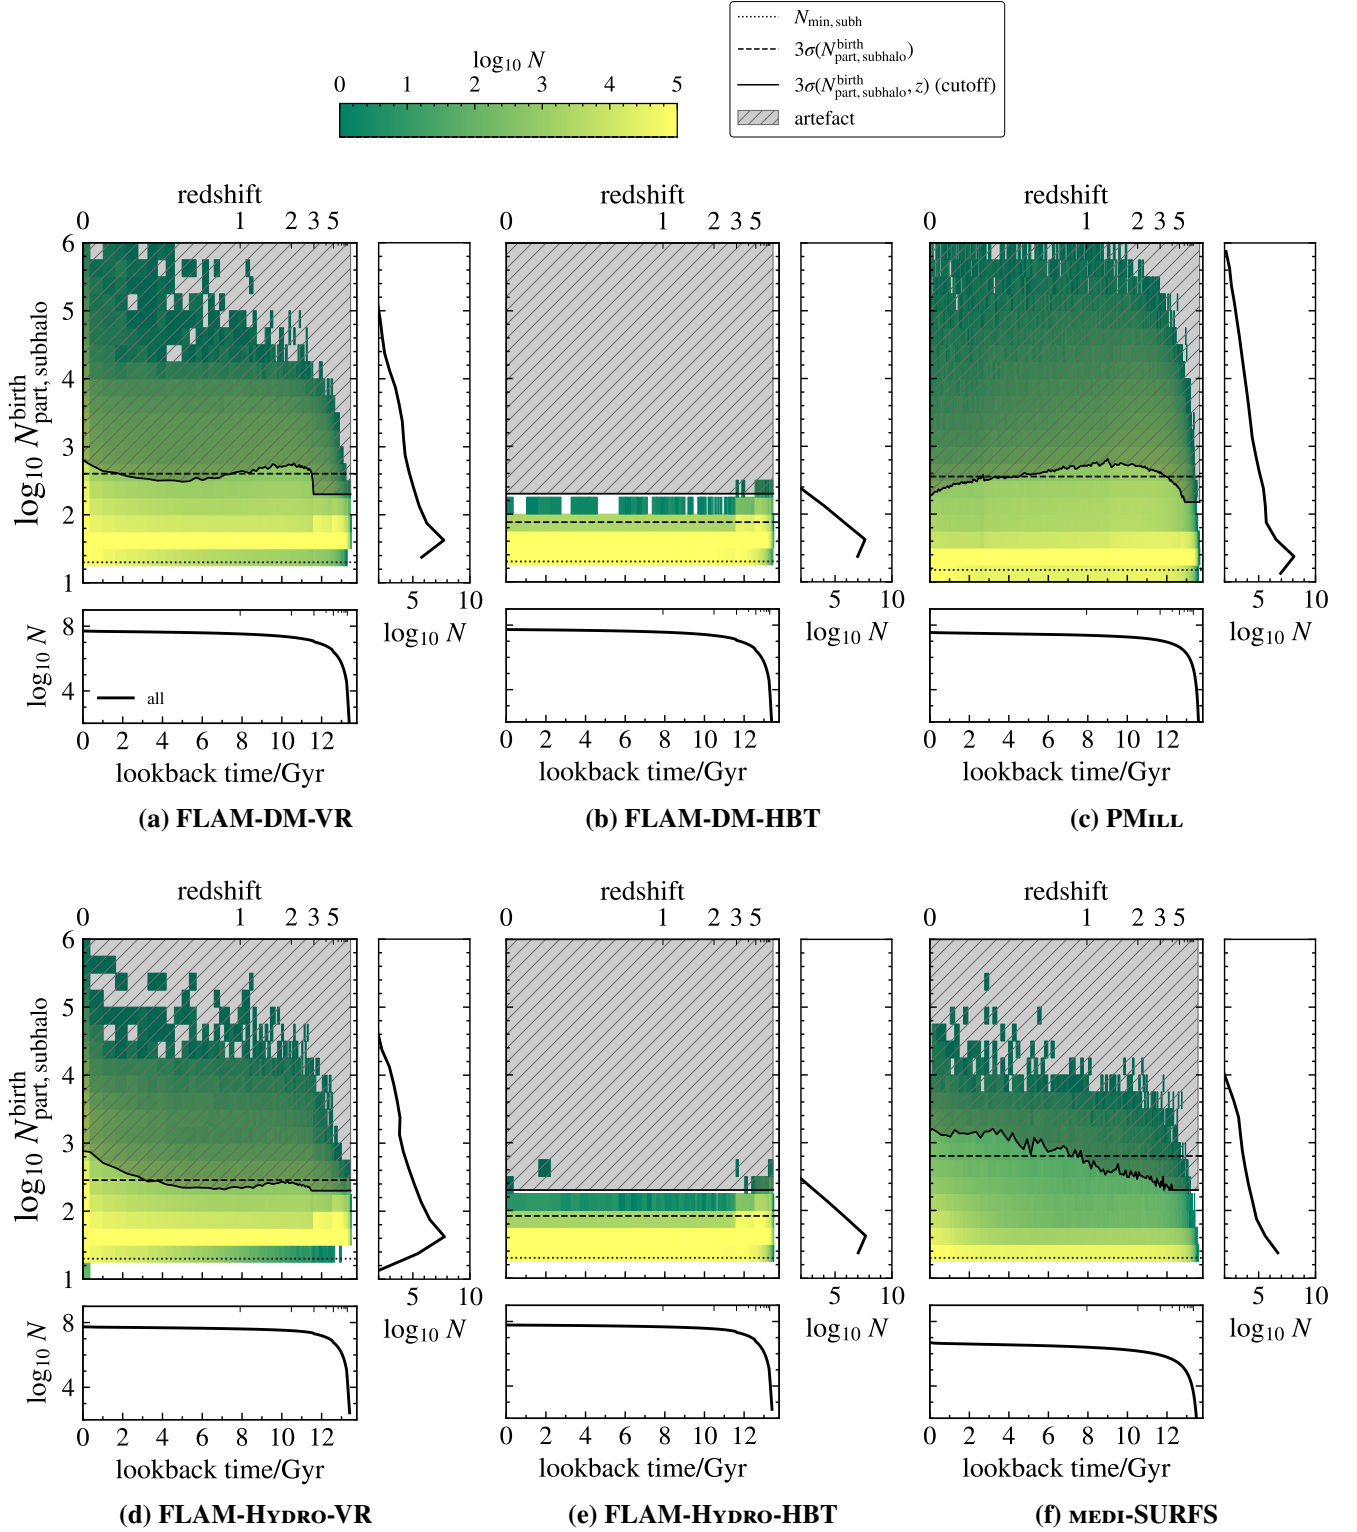 log₁₀ N
0 1 2 3 4 5
N_min, subh
3σ(N^birth_part, subhalo)
3σ(N^birth_part, subhalo, z) (cutoff)
artefact
redshift redshift redshift
0 1 2 3 5 0 1 2 3 5 0 1 2 3 5
6
5
4
3
2
1
log₁₀ N^birth_part, subhalo
5 10 5 10 5 10
log₁₀ N log₁₀ N log₁₀ N
8
4
log₁₀ N
all
0 2 4 6 8 10 12 0 2 4 6 8 10 12 0 2 4 6 8 10 12
lookback time/Gyr lookback time/Gyr lookback time/Gyr
(a) FLAM-DM-VR (b) FLAM-DM-HBT (c) PMILL
redshift redshift redshift
0 1 2 3 5 0 1 2 3 5 0 1 2 3 5
6
5
4
3
2
1
log₁₀ N^birth_part, subhalo
5 10 5 10 5 10
log₁₀ N log₁₀ N log₁₀ N
8
4
log₁₀ N
0 2 4 6 8 10 12 0 2 4 6 8 10 12 0 2 4 6 8 10 12
lookback time/Gyr lookback time/Gyr lookback time/Gyr
(d) FLAM-HYDRO-VR (e) FLAM-HYDRO-HBT (f) MEDI-SURFS